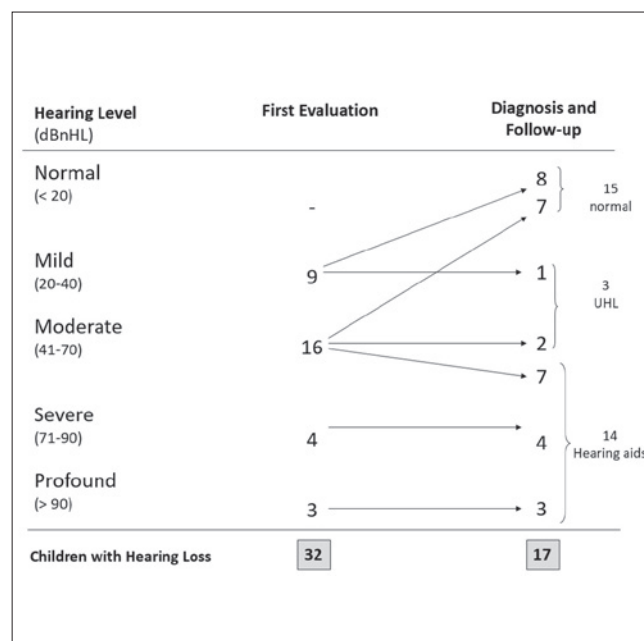 Hearing Level First Evaluation Diagnosis and
(dBnHL) Follow-up
Normal 8
(< 20) - 7
15
normal
Mild
(20-40) 9 1
3
UHL
Moderate
(41-70) 16 2
7
Severe
(71-90) 4 4
14
Hearing aids
Profound
(> 90) 3 3
Children with Hearing Loss 32 17